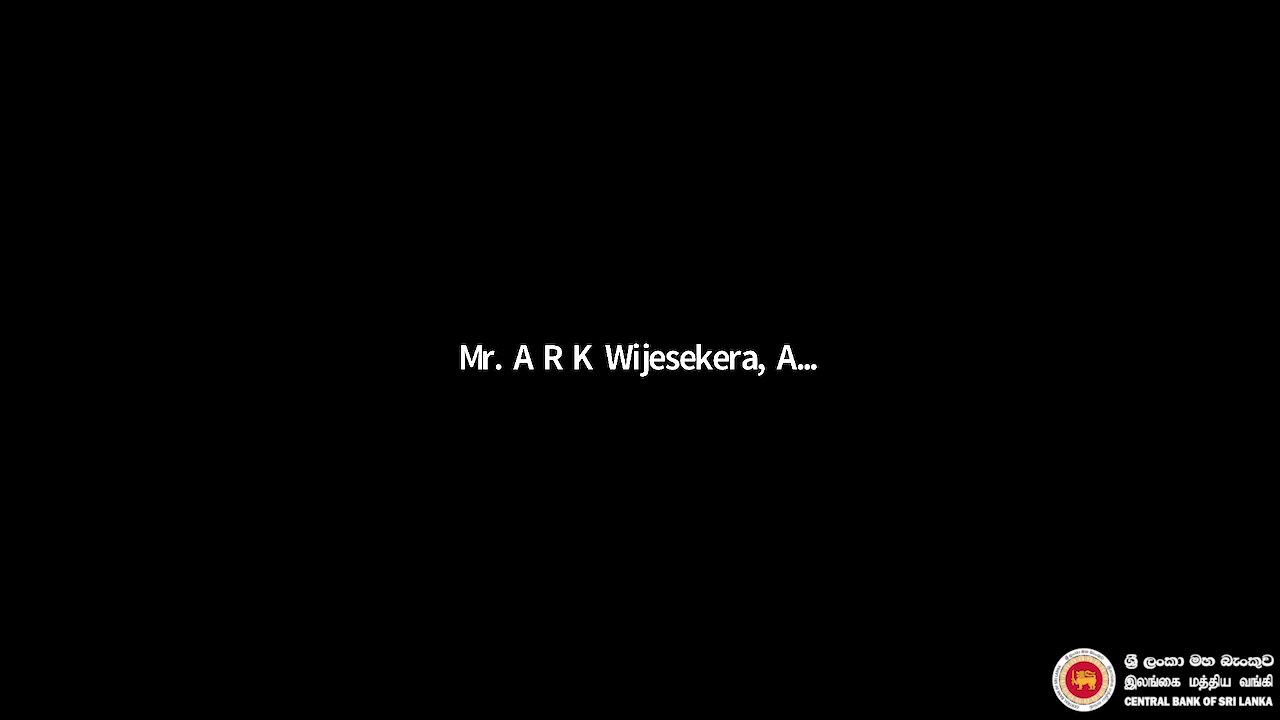 Mr. A R K Wijesekera, A...
ශ්‍රී ලංකා මහ බැංකුව
இலங்கை மத்திய வங்கி
CENTRAL BANK OF SRI LANKA